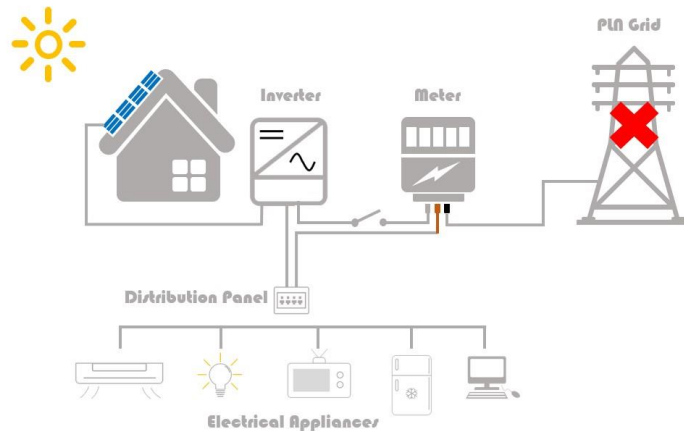 PLN Grid
Inverter
Meter
Distribution Panel
Electrical Appliances